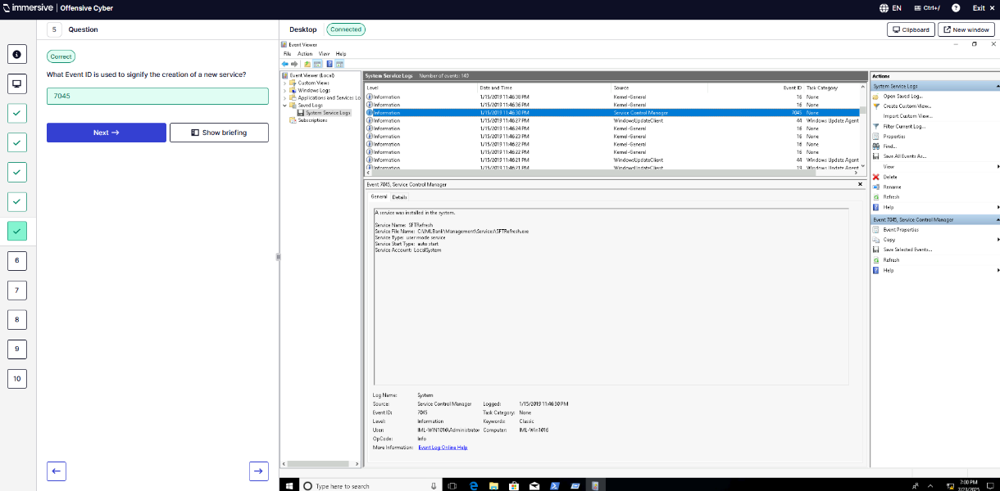 immersive | Offensive Cyber
EN
Ctrl+/
?
Exit ×
5 Question
Desktop
Connected
Clipboard
New window
Correct
What Event ID is used to signify the creation of a new service?
7045
Next →
Show briefing
6
7
8
9
10
Event Viewer
File Action View Help
Event Viewer (Local)
Custom Views
Windows Logs
Applications and Services Lo
Saved Logs
System Service Logs
Subscriptions
System Service Logs Number of events: 140
Level Date and Time Source Event ID Task Category
Information 1/15/2019 11:46:38 PM Kernel-General 16 None
Information 1/15/2019 11:46:36 PM Kernel-General 16 None
Information 1/15/2019 11:46:30 PM Service Control Manager 7045 None
Information 1/15/2019 11:46:27 PM WindowsUpdateClient 44 Windows Update Agent
Information 1/15/2019 11:46:24 PM Kernel-General 16 None
Information 1/15/2019 11:46:23 PM Kernel-General 16 None
Information 1/15/2019 11:46:22 PM Kernel-General 16 None
Information 1/15/2019 11:46:22 PM Kernel-General 16 None
Information 1/15/2019 11:46:21 PM WindowsUpdateClient 44 Windows Update Agent
Information 1/15/2019 11:46:21 PM WindowsUpdateClient 19 Windows Update Agent
Event 7045, Service Control Manager
General Details
A service was installed in the system.
Service Name: SFTRefresh
Service File Name: C:\IMLBank\Management\Services\SFTRefresh.exe
Service Type: user mode service
Service Start Type: auto start
Service Account: LocalSystem
Log Name: System
Source: Service Control Manager Logged: 1/15/2019 11:46:30 PM
Event ID: 7045 Task Category: None
Level: Information Keywords: Classic
User: IML-WIN1016\Administrator Computer: IML-Win1016
OpCode: Info
More Information: Event Log Online Help
Actions
System Service Logs
Open Saved Log...
Create Custom View...
Import Custom View...
Filter Current Log...
Properties
Find...
Save All Events As...
View
Delete
Rename
Refresh
Help
Event 7045, Service Control Manager
Event Properties
Copy
Save Selected Events...
Refresh
Help
Type here to search
7:00 PM
7/23/2025